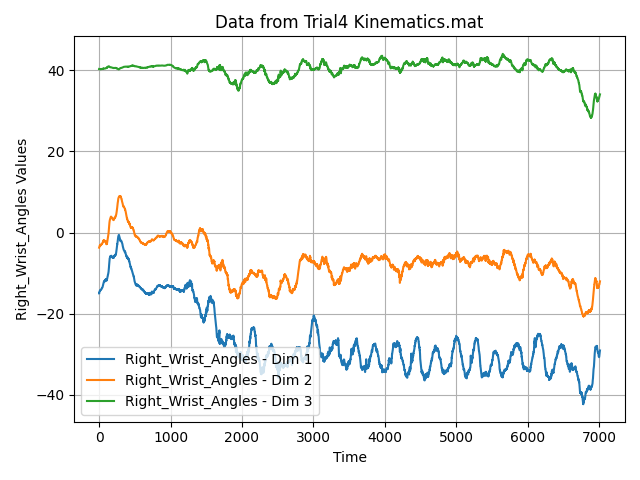 Data from Trial4 Kinematics.mat
Right_Wrist_Angles Values
40
20
0
−20
−40
Right_Wrist_Angles - Dim 1
Right_Wrist_Angles - Dim 2
Right_Wrist_Angles - Dim 3
0 1000 2000 3000 4000 5000 6000 7000
Time